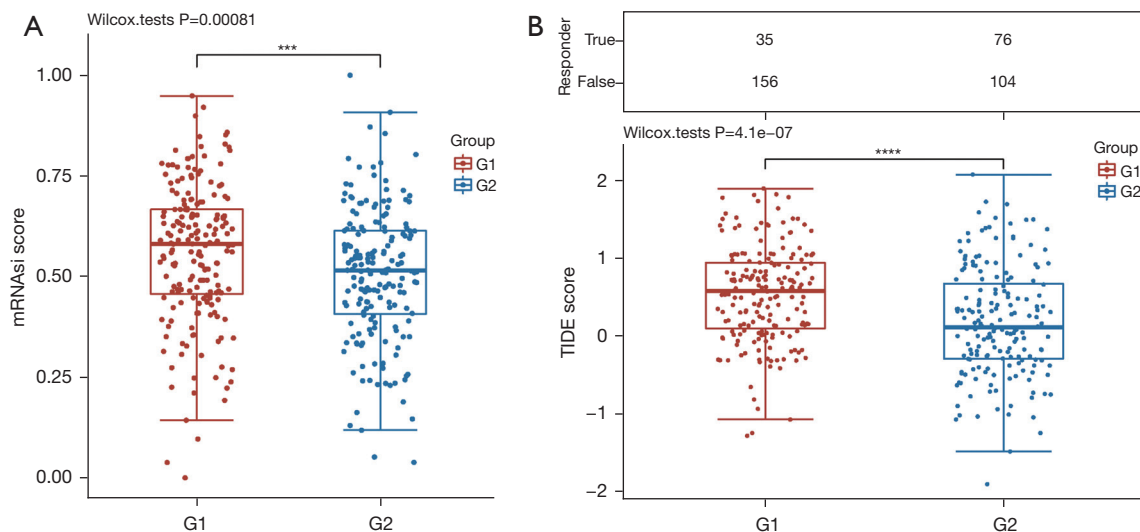 A
Wilcox.tests P=0.00081
***
1.00
0.75
0.50
0.25
0.00
mRNAsi score
G1
G2
Group
G1
G2
B
Responder
True
35
76
False
156
104
Wilcox.tests P=4.1e-07
****
2
1
0
−1
−2
TIDE score
G1
G2
Group
G1
G2